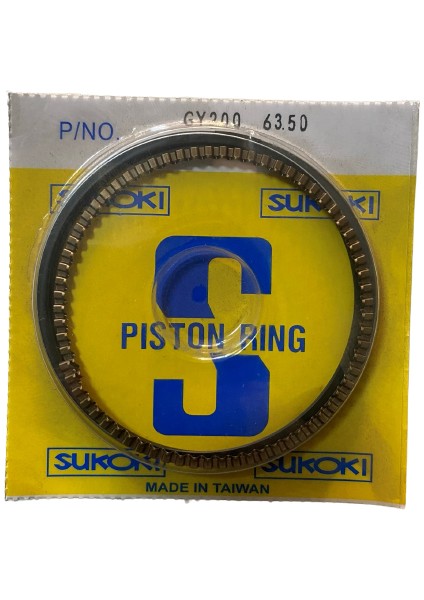 P/NO. GY200 63.50
SUKOKI SUKOKI
S
PISTON RING
SUKOKI SUKOKI
MADE IN TAIWAN